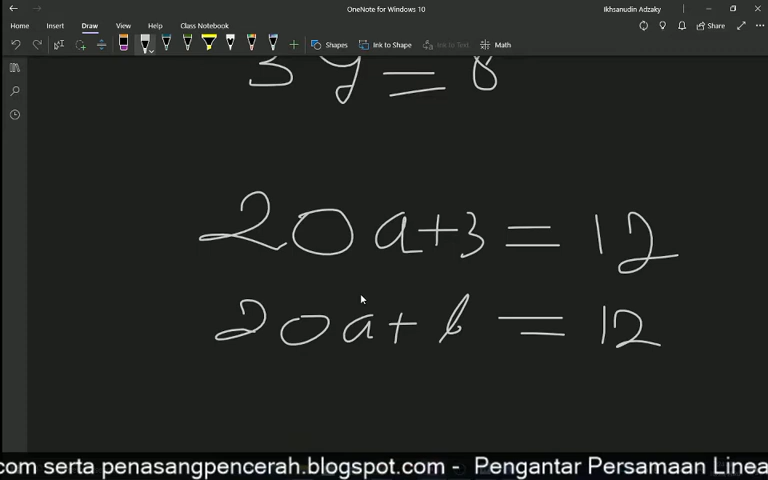 OneNote for Windows 10
Ikhsanudin Adzaky
Home Insert Draw View Help Class Notebook
Share
Shapes Ink to Shape Ink to Text Math
3 y = 8
20a+3 = 12
20a+b = 12
com serta penasangpencerah.blogspot.com - Pengantar Persamaan Linea